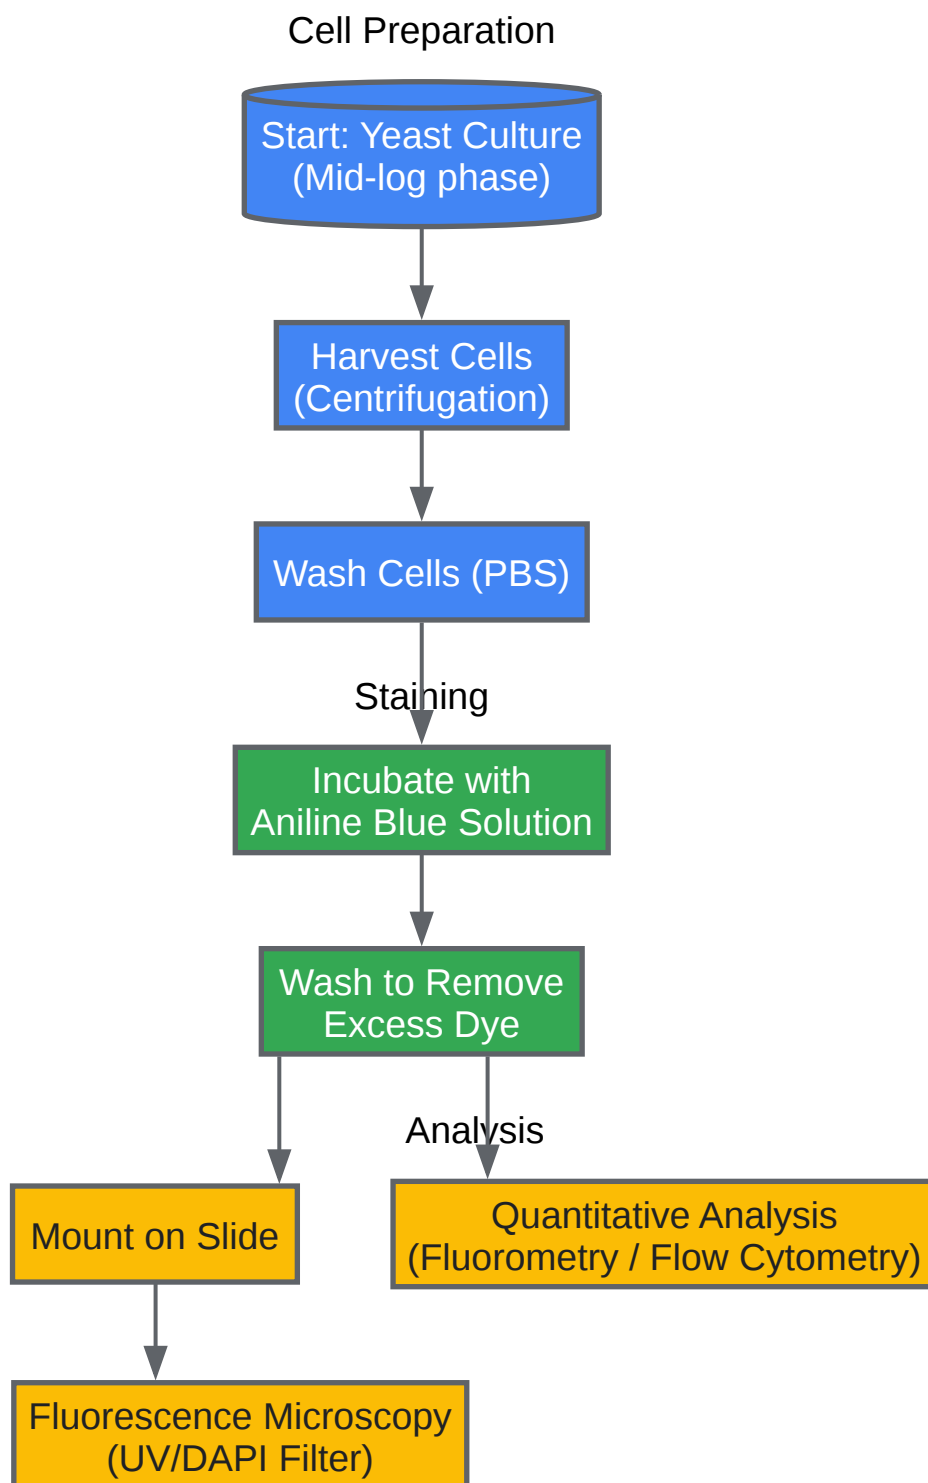 Cell Preparation
Start: Yeast Culture
(Mid-log phase)
Harvest Cells
(Centrifugation)
Wash Cells (PBS)
Staining
Incubate with
Aniline Blue Solution
Wash to Remove
Excess Dye
Analysis
Mount on Slide
Quantitative Analysis
(Fluorometry / Flow Cytometry)
Fluorescence Microscopy
(UV/DAPI Filter)